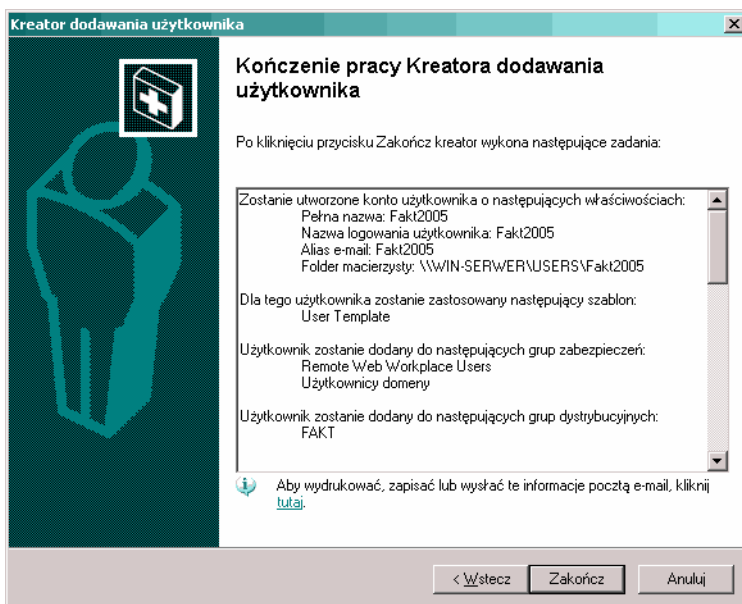 Kreator dodawania użytkownika
Kończenie pracy Kreatora dodawania
użytkownika
Po kliknięciu przycisku Zakończ kreator wykona następujące zadania:
Zostanie utworzone konto użytkownika o następujących właściwościach:
Pełna nazwa: Fakt2005
Nazwa logowania użytkownika: Fakt2005
Alias e-mail: Fakt2005
Folder macierzysty: \\WIN-SERWER\USERS\Fakt2005
Dla tego użytkownika zostanie zastosowany następujący szablon:
User Template
Użytkownik zostanie dodany do następujących grup zabezpieczeń:
Remote Web Workplace Users
Użytkownicy domeny
Użytkownik zostanie dodany do następujących grup dystrybucyjnych:
FAKT
Aby wydrukować, zapisać lub wysłać te informacje pocztą e-mail, kliknij
tutaj.
< Wstecz Zakończ Anuluj